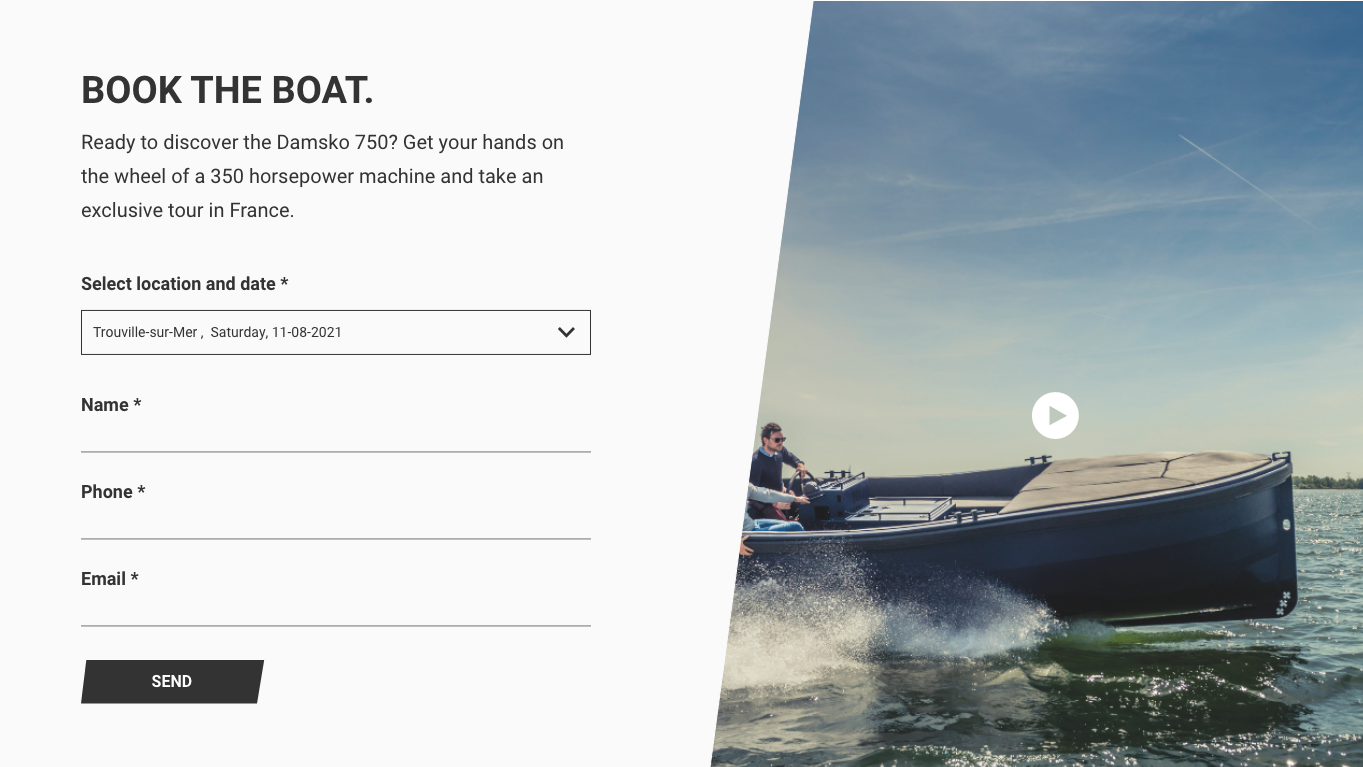 BOOK THE BOAT.
Ready to discover the Damsko 750? Get your hands on
the wheel of a 350 horsepower machine and take an
exclusive tour in France.
Select location and date *
Trouville-sur-Mer ,  Saturday, 11-08-2021
Name *
Phone *
Email *
SEND